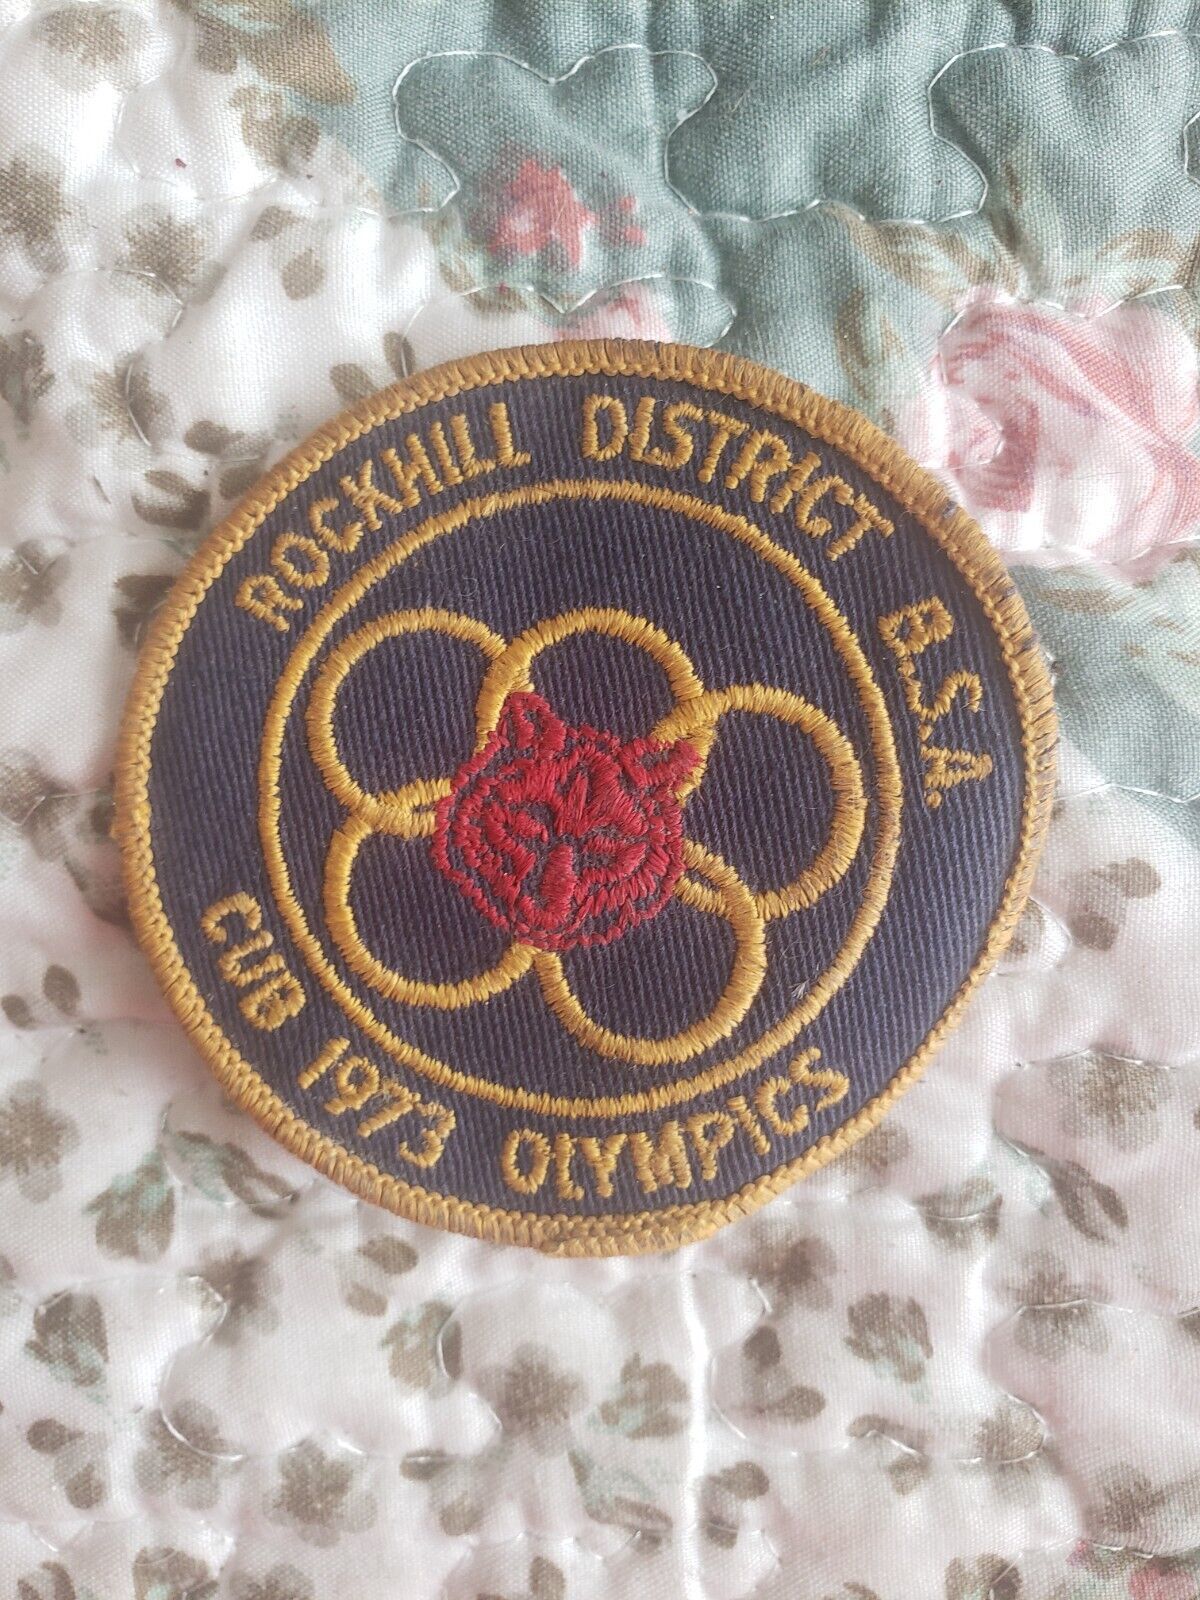 ROCKHILL DISTRICT B.S.A.
CUB 1973 OLYMPICS